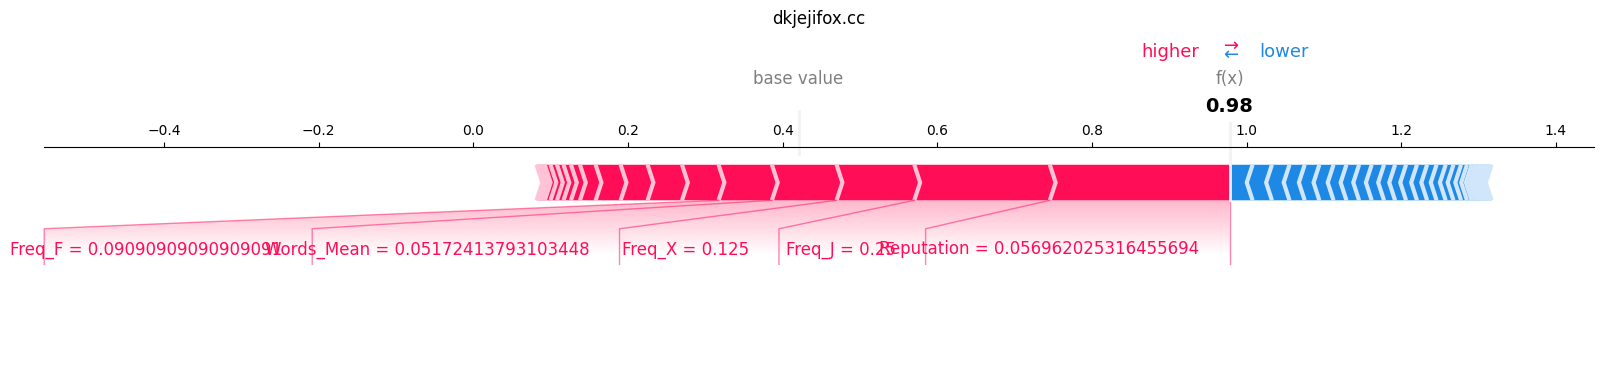 dkjejifox.cc
higher → ← lower
base value f(x)
0.98
−0.4 −0.2 0.0 0.2 0.4 0.6 0.8 1.0 1.2 1.4
Freq_F = 0.09090909090909091 Words_Mean = 0.05172413793103448 Freq_X = 0.125 Freq_J = 0.25 Reputation = 0.056962025316455694